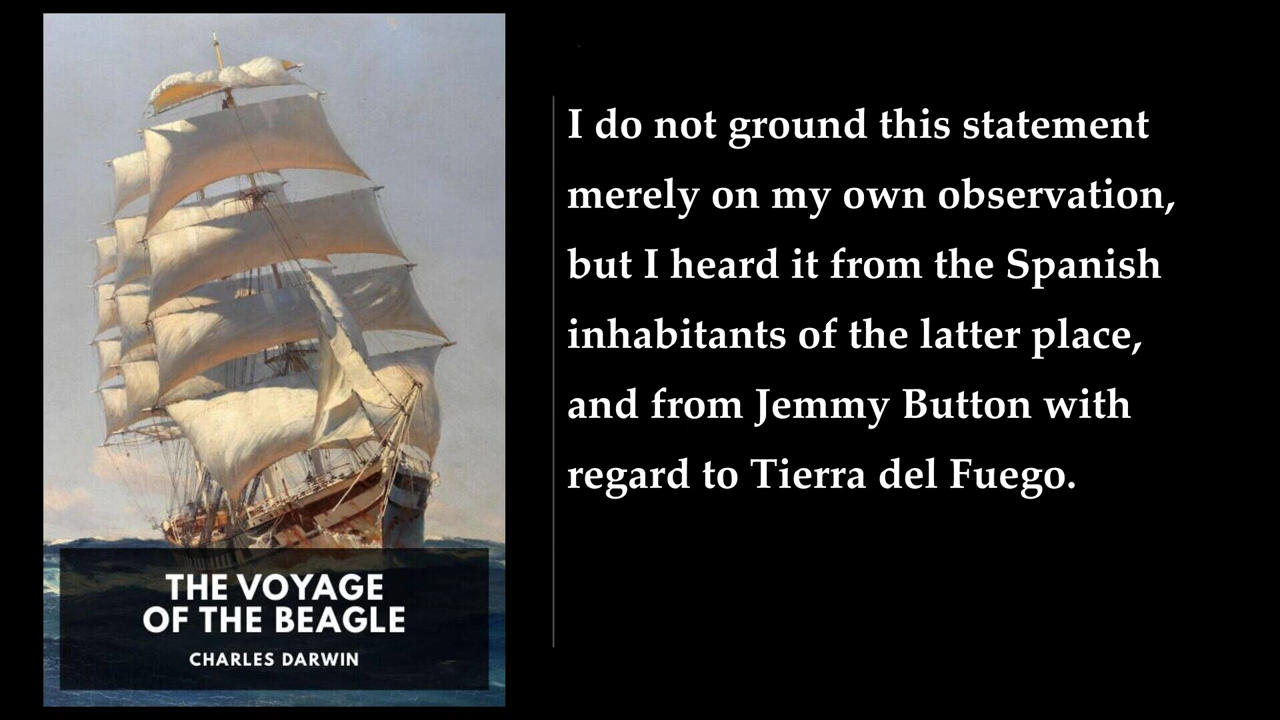 I do not ground this statement
merely on my own observation,
but I heard it from the Spanish
inhabitants of the latter place,
and from Jemmy Button with
regard to Tierra del Fuego.
THE VOYAGE
OF THE BEAGLE
CHARLES DARWIN